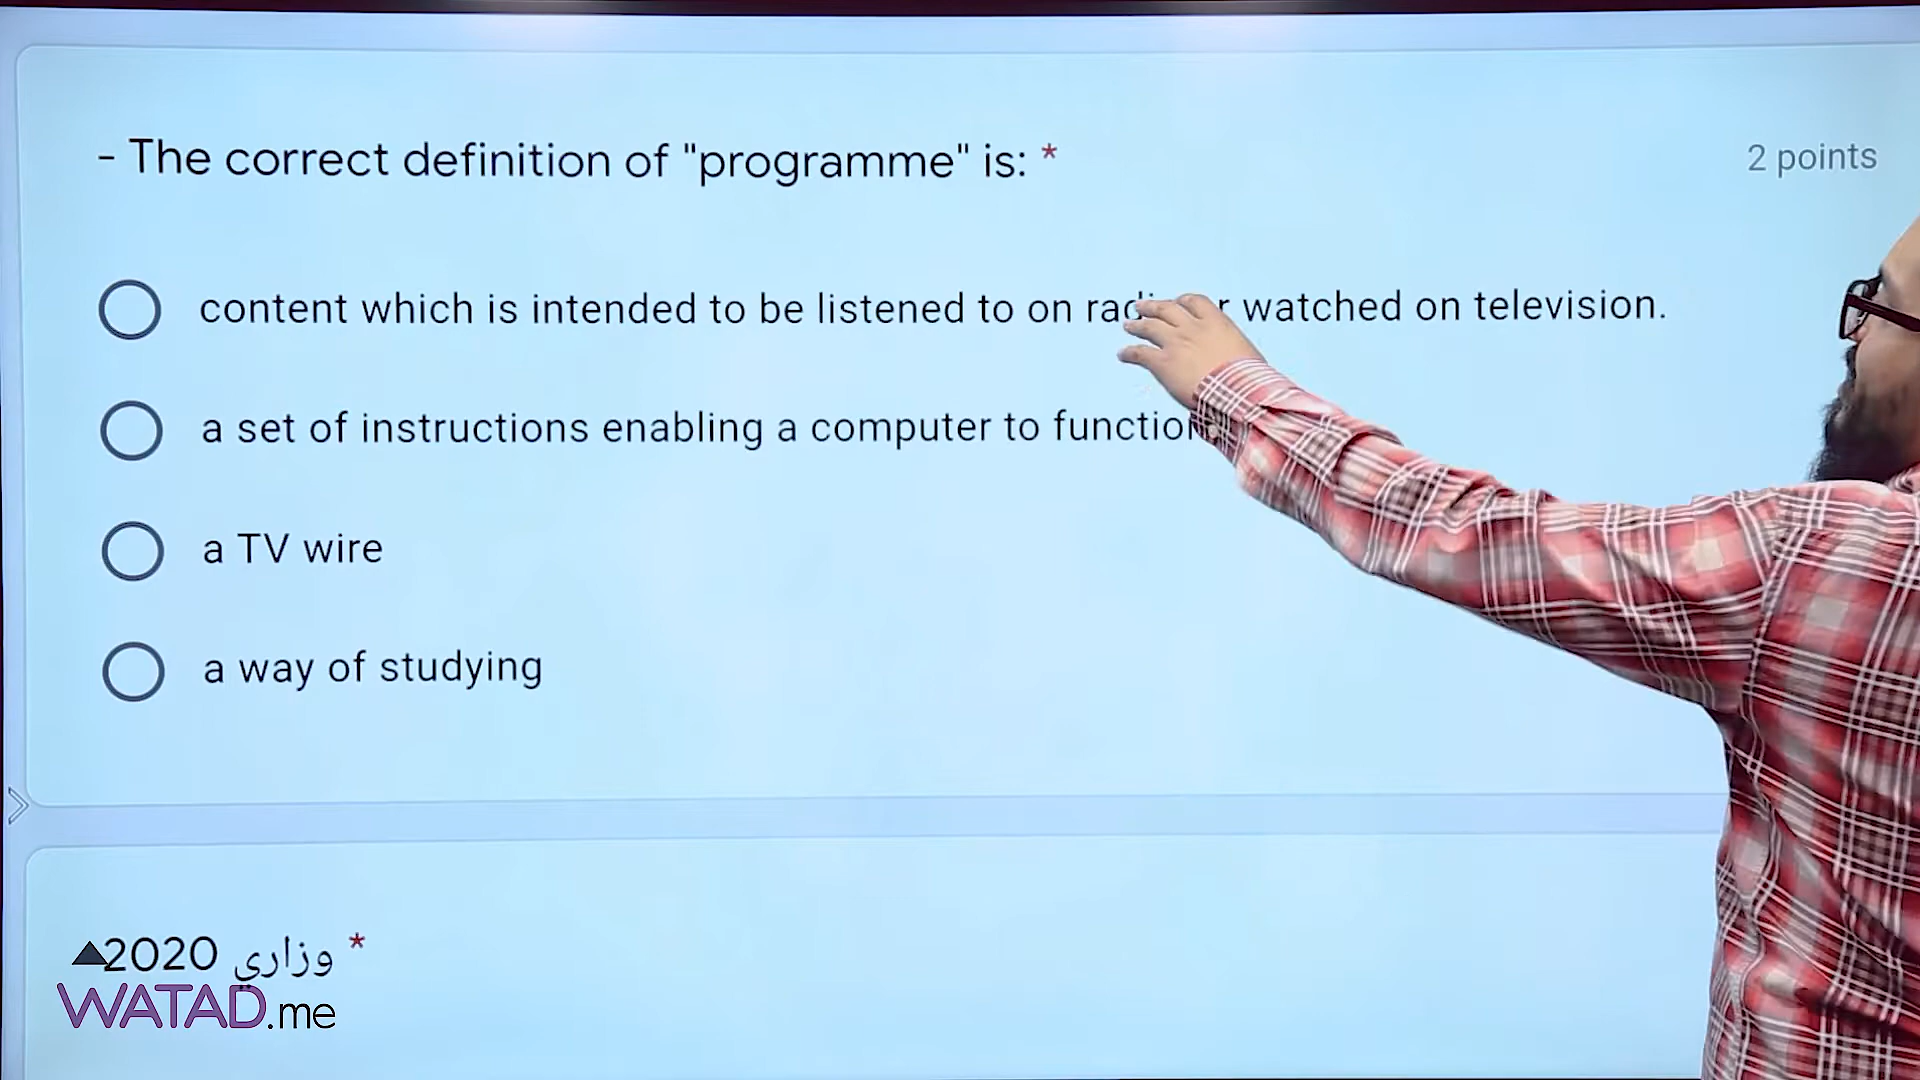 - The correct definition of "programme" is: *
2 points
content which is intended to be listened to on watched on television.
a set of instructions enabling a computer to function
a TV wire
a way of studying
2020 وزاري *
WATAD.me